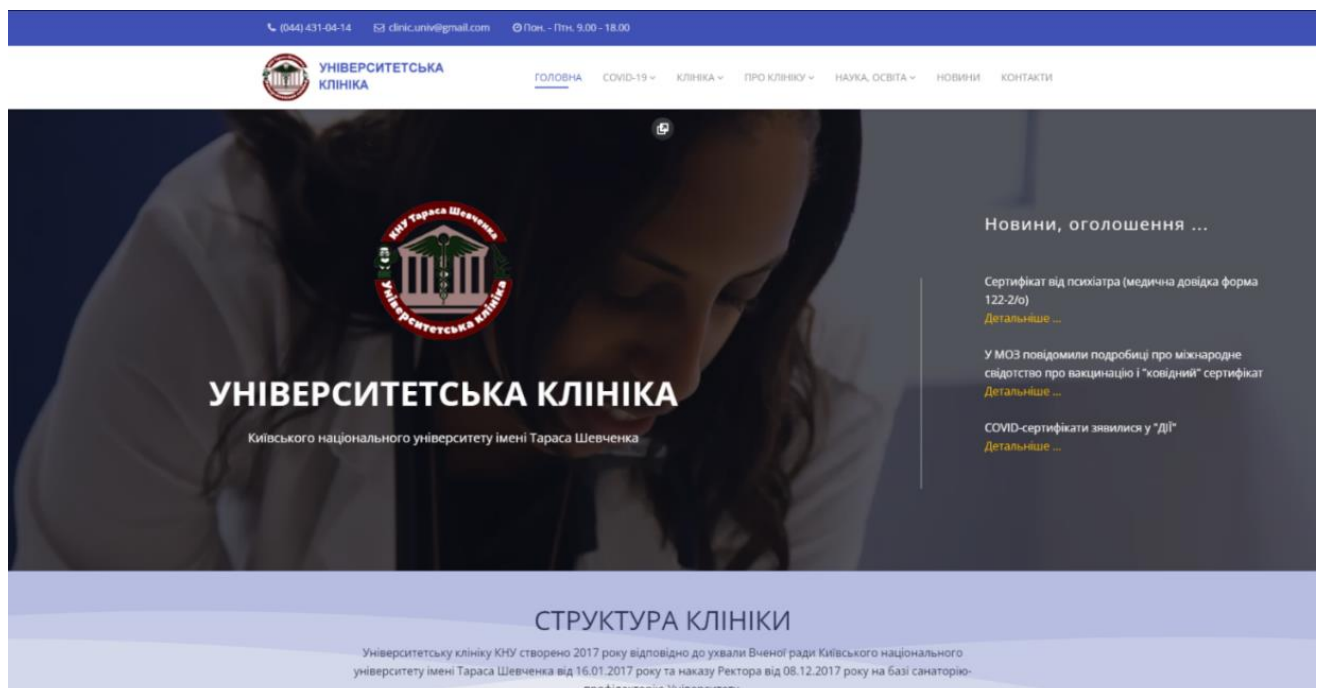 (044) 431-04-14 clinic.univ@gmail.com Пон. - Птн. 9.00 - 18.00
УНІВЕРСИТЕТСЬКА
КЛІНІКА
ГОЛОВНА COVID-19 КЛІНІКА ПРО КЛІНІКУ НАУКА, ОСВІТА НОВИНИ КОНТАКТИ
КНУ Тараса Шевченка
Університетська клініка
УНІВЕРСИТЕТСЬКА КЛІНІКА
Київського національного університету імені Тараса Шевченка
Новини, оголошення ...
Сертифікат від психіатра (медична довідка форма
122-2/о)
Детальніше ...
У МОЗ повідомили подробиці про міжнародне
свідотство про вакцинацію і "ковідний" сертифікат
Детальніше ...
COVID-сертифікати зявилися у "ДІЇ"
Детальніше ...
СТРУКТУРА КЛІНІКИ
Університетську клініку КНУ створено 2017 року відповідно до ухвали Вченої ради Київського національного
університету імені Тараса Шевченка від 16.01.2017 року та наказу Ректора від 08.12.2017 року на базі санаторію-